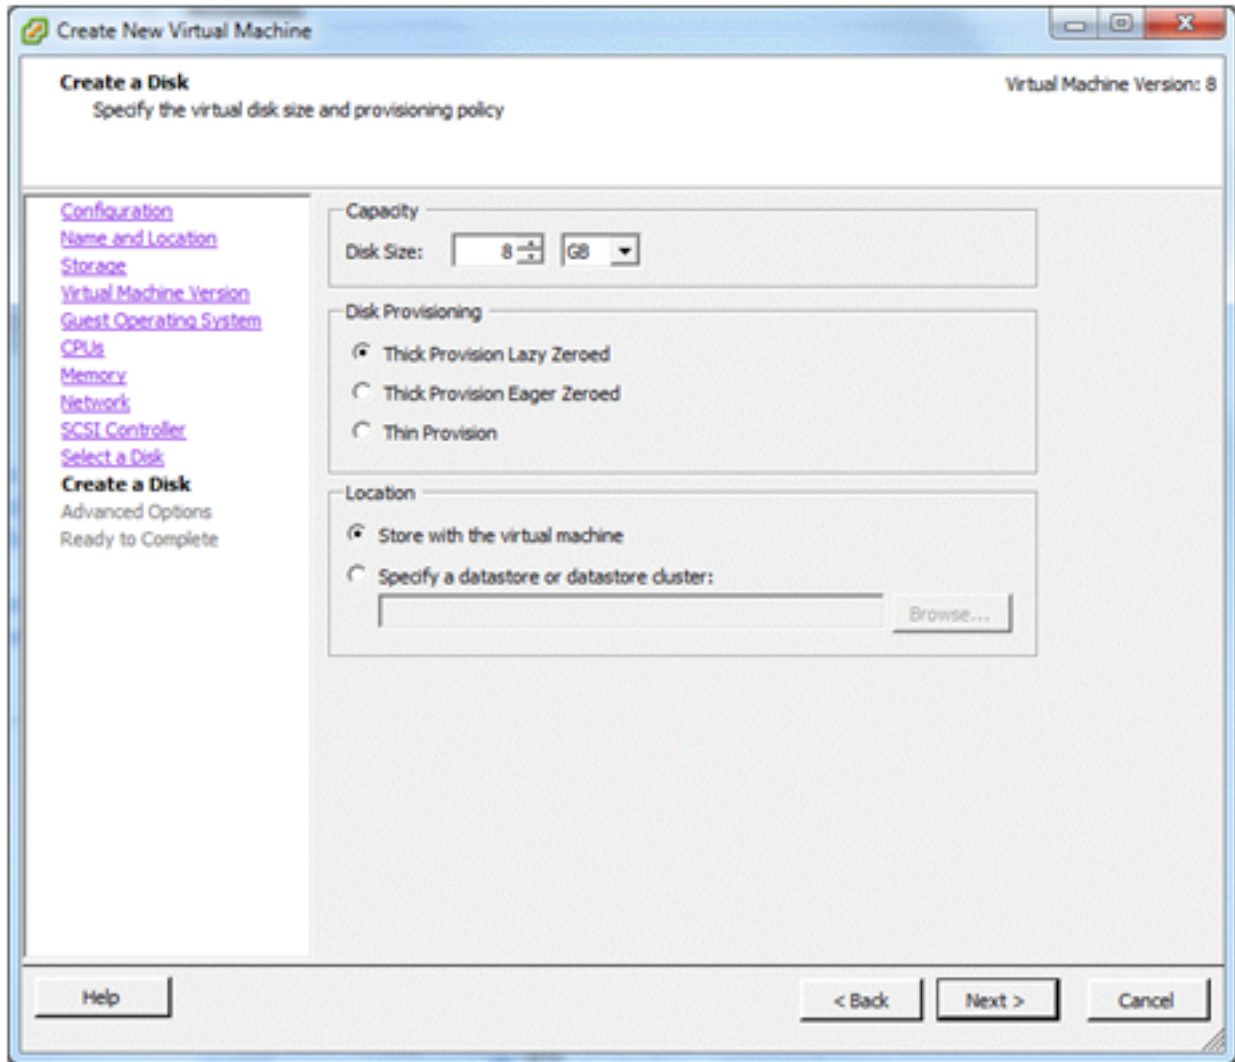 Create New Virtual Machine
Create a Disk
Virtual Machine Version: 8
Specify the virtual disk size and provisioning policy
Configuration
Name and Location
Storage
Virtual Machine Version
Guest Operating System
CPUs
Memory
Network
SCSI Controller
Select a Disk
Create a Disk
Advanced Options
Ready to Complete
Capacity
Disk Size: 8 GB
Disk Provisioning
Thick Provision Lazy Zeroed
Thick Provision Eager Zeroed
Thin Provision
Location
Store with the virtual machine
Specify a datastore or datastore cluster:
Browse...
Help
< Back
Next >
Cancel